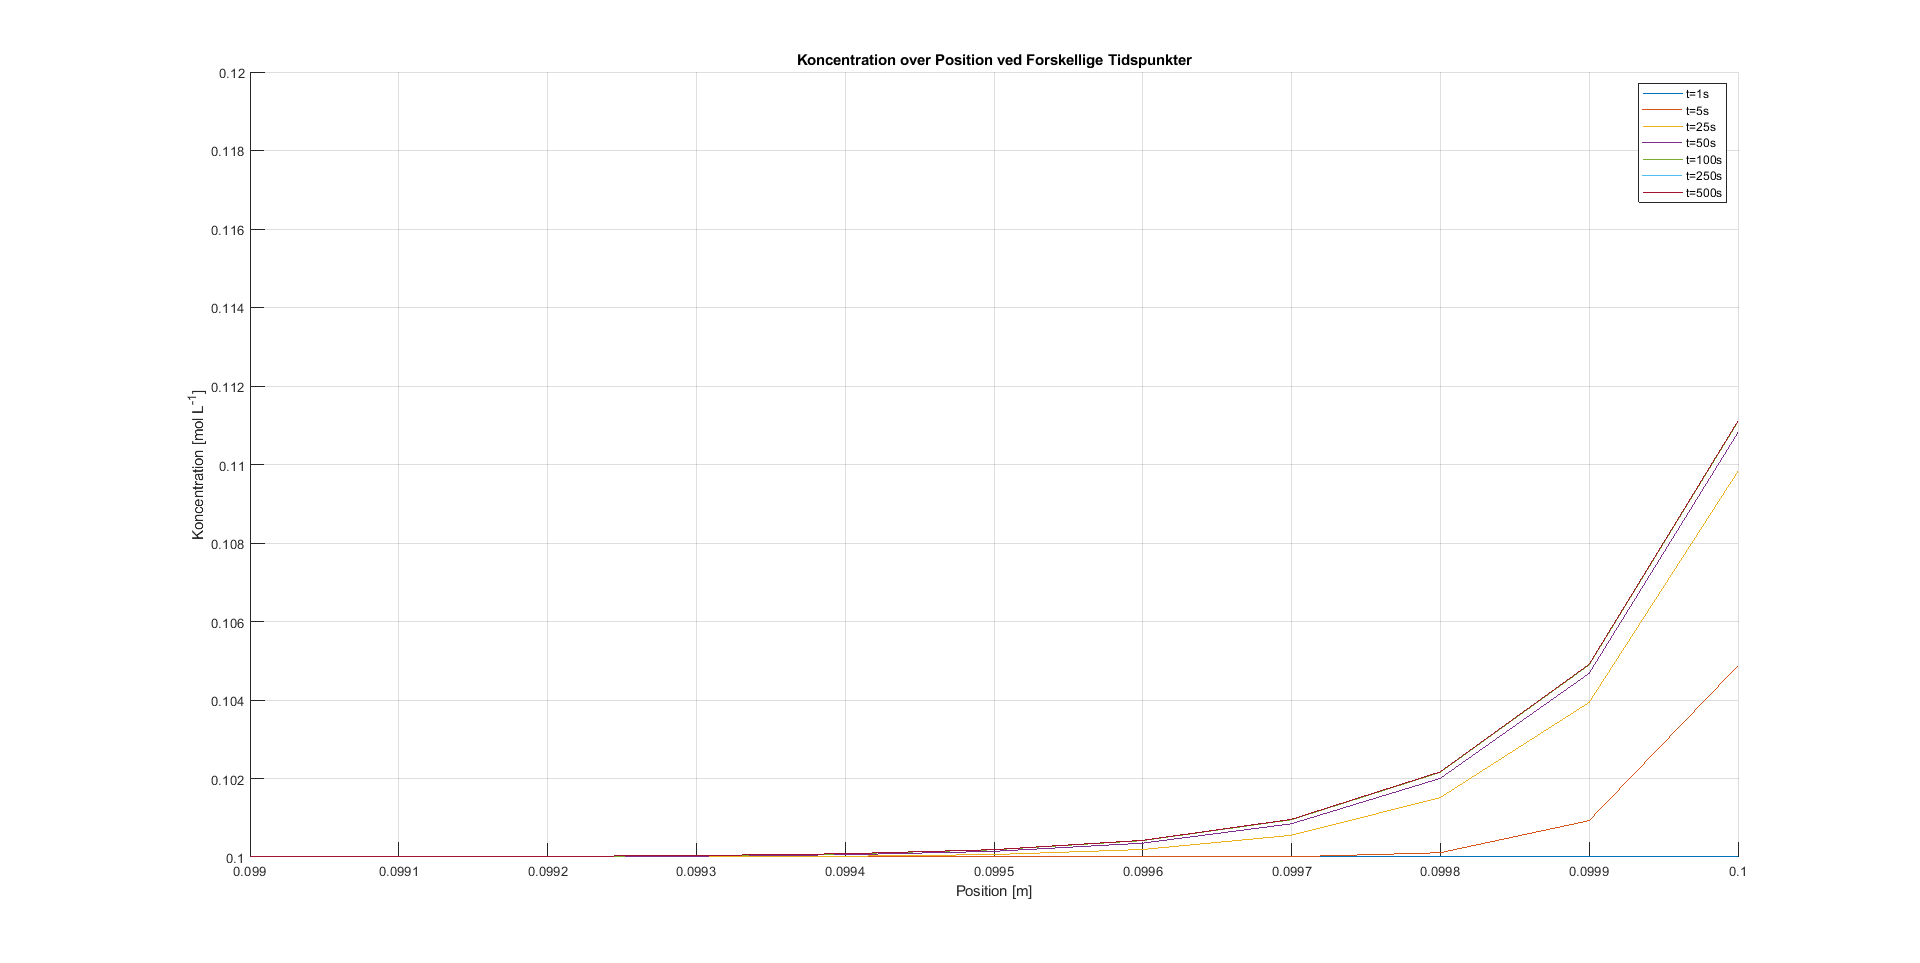 Koncentration over Position ved Forskellige Tidspunkter
0.12
0.118
0.116
0.114
0.112
0.11
0.108
0.106
0.104
0.102
0.1
Koncentration [mol L⁻¹]
t=1s
t=5s
t=25s
t=50s
t=100s
t=250s
t=500s
0.099 0.0991 0.0992 0.0993 0.0994 0.0995 0.0996 0.0997 0.0998 0.0999 0.1
Position [m]